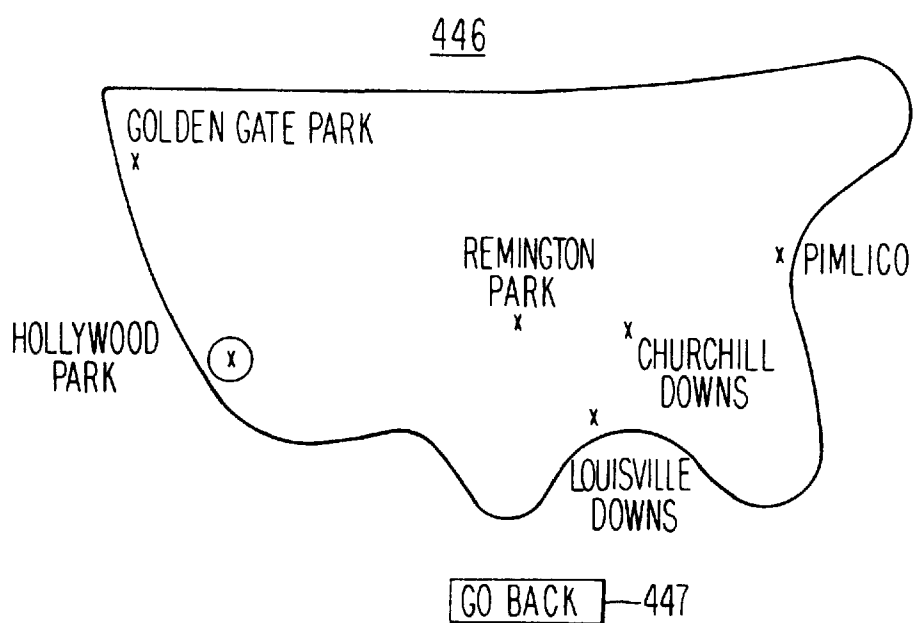 446
GOLDEN GATE PARK
x
REMINGTON
PARK
x
x PIMLICO
HOLLYWOOD
PARK
x
x
CHURCHILL
DOWNS
x
LOUISVILLE
DOWNS
GO BACK 447